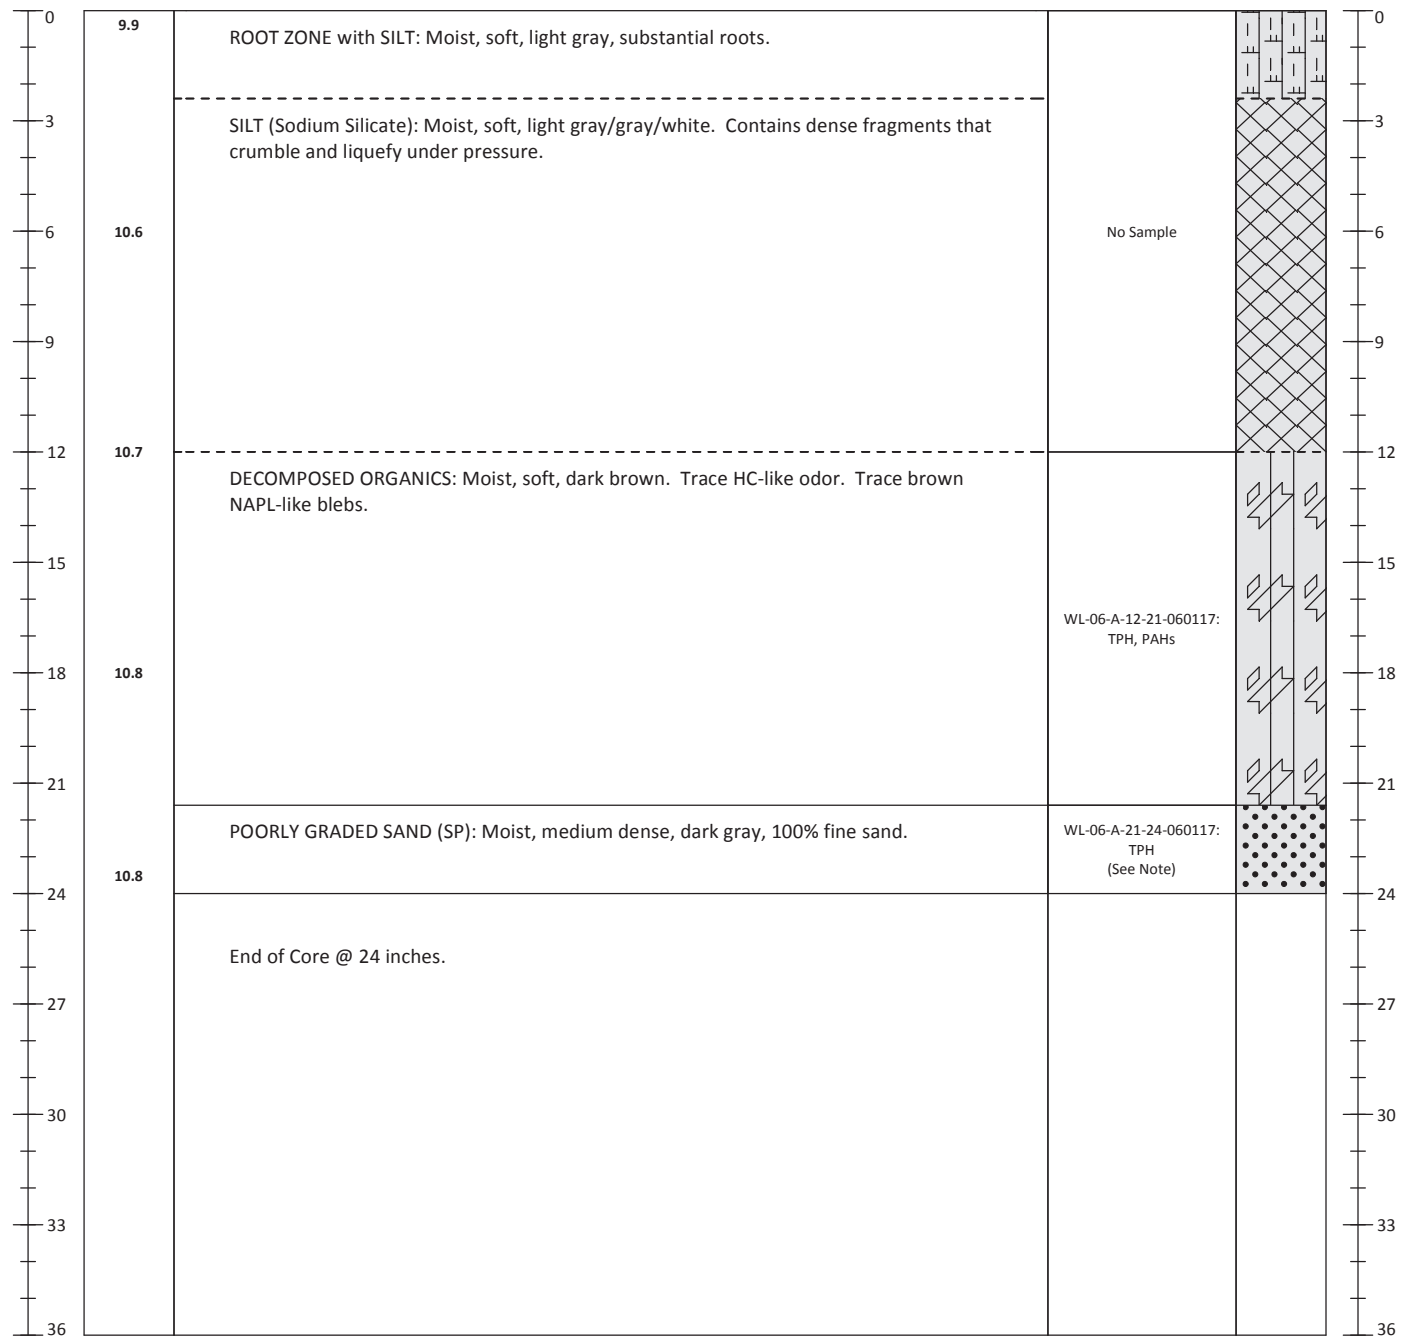 0
9.9
ROOT ZONE with SILT: Moist, soft, light gray, substantial roots.
0
3
SILT (Sodium Silicate): Moist, soft, light gray/gray/white. Contains dense fragments that
crumble and liquefy under pressure.
3
6
10.6
No Sample
6
9
9
12
10.7
12
DECOMPOSED ORGANICS: Moist, soft, dark brown. Trace HC-like odor. Trace brown
NAPL-like blebs.
15
15
WL-06-A-12-21-060117:
TPH, PAHs
18
10.8
18
21
21
POORLY GRADED SAND (SP): Moist, medium dense, dark gray, 100% fine sand.
WL-06-A-21-24-060117:
TPH
(See Note)
10.8
24
24
End of Core @ 24 inches.
27
27
30
30
33
33
36
36